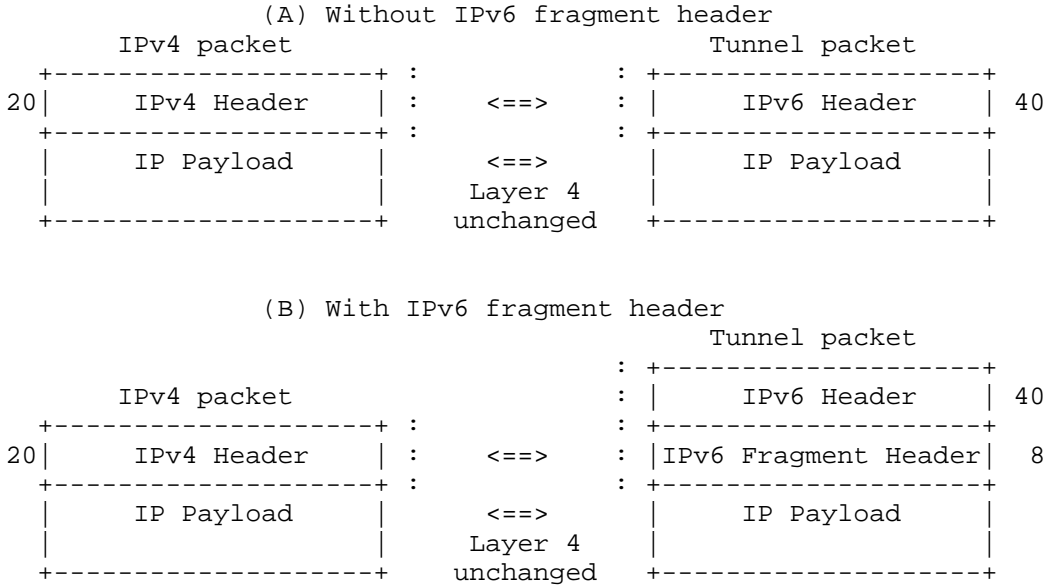 (A) Without IPv6 fragment header
        IPv4 packet                          Tunnel packet
   +--------------------+ :            : +--------------------+
 20|    IPv4 Header     | :    <==>    : |    IPv6 Header     | 40
   +--------------------+ :            : +--------------------+
   |    IP Payload      |      <==>      |    IP Payload      |
   |                    |     Layer 4    |                    |
   +--------------------+    unchanged   +--------------------+
                   (B) With IPv6 fragment header
                                             Tunnel packet
                                       : +--------------------+
        IPv4 packet                    : |    IPv6 Header     | 40
   +--------------------+ :            : +--------------------+
 20|    IPv4 Header     | :    <==>    : |IPv6 Fragment Header|  8
   +--------------------+ :            : +--------------------+
   |    IP Payload      |      <==>      |    IP Payload      |
   |                    |     Layer 4    |                    |
   +--------------------+    unchanged   +--------------------+